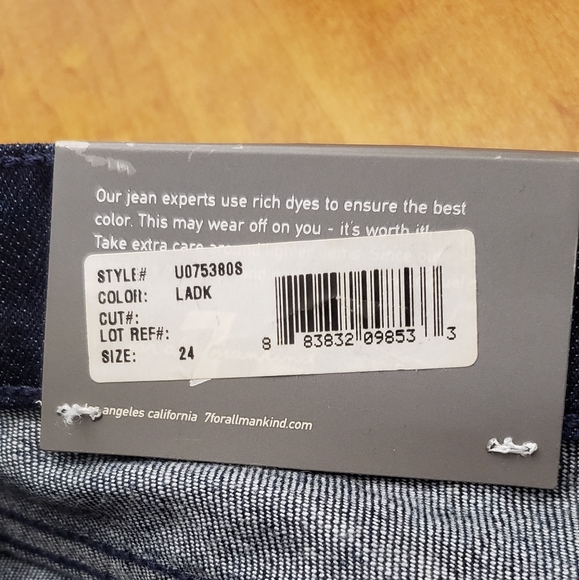 Our jean experts use rich dyes to ensure the best
color. This may wear off on you - it's worth it!
Take extra care
STYLE# U075380S
COLOR: LADK
CUT#:
LOT REF#:
SIZE: 24
8 83832 09853 3
los angeles california 7forallmankind.com